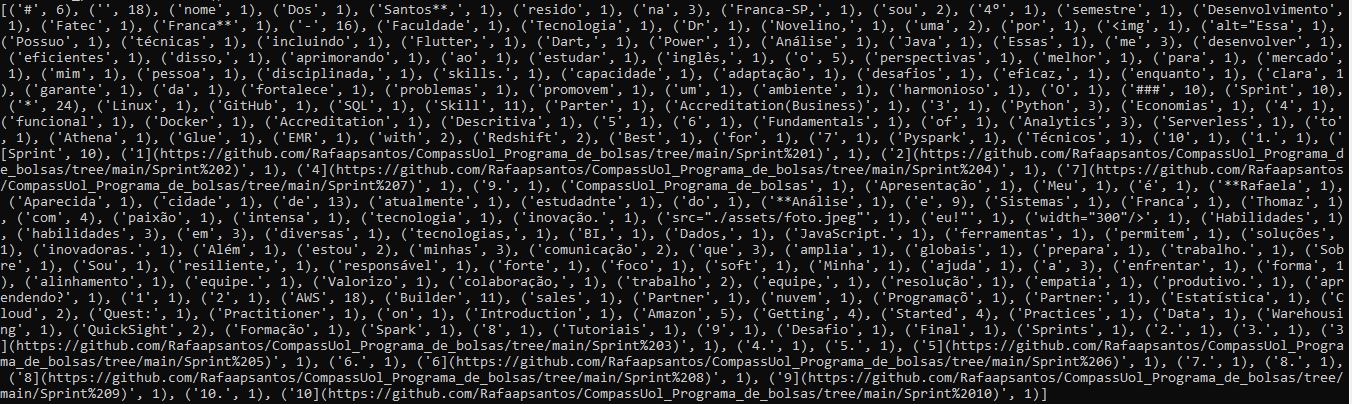 [('#', 6), ('', 18), ('nome', 1), ('Dos', 1), ('Santos**,', 1), ('resido', 1), ('na', 3), ('Franca-SP,', 1), ('sou', 2), ('4º', 1), ('semestre', 1), ('Desenvolvimento',
1), ('Fatec', 1), ('Franca**', 1), ('-', 16), ('Faculdade', 1), ('Tecnologia', 1), ('Dr', 1), ('Novelino,', 1), ('uma', 2), ('por', 1), ('<img', 1), ('alt="Essa', 1),
('Possuo', 1), ('técnicas', 1), ('incluindo', 1), ('Flutter,', 1), ('Dart,', 1), ('Power', 1), ('Análise', 1), ('Java', 1), ('Essas', 1), ('me', 3), ('desenvolver', 1
), ('eficientes', 1), ('disso,', 1), ('aprimorando', 1), ('ao', 1), ('estudar', 1), ('inglês,', 1), ('o', 5), ('perspectivas', 1), ('melhor', 1), ('para', 1), ('mercado',
1), ('mim', 1), ('pessoa', 1), ('disciplinada,', 1), ('skills.', 1), ('capacidade', 1), ('adaptação', 1), ('desafios', 1), ('eficaz,', 1), ('enquanto', 1), ('clara', 1
), ('garante', 1), ('da', 1), ('fortalece', 1), ('problemas', 1), ('promovem', 1), ('um', 1), ('ambiente', 1), ('harmonioso', 1), ('O', 1), ('###', 10), ('Sprint', 10),
('*', 24), ('Linux', 1), ('GitHub', 1), ('SQL', 1), ('Skill', 11), ('Parter', 1), ('Accreditation(Business)', 1), ('3', 1), ('Python', 3), ('Economias', 1), ('4', 1),
('funcional', 1), ('Docker', 1), ('Accreditation', 1), ('Descritiva', 1), ('5', 1), ('6', 1), ('Fundamentals', 1), ('of', 1), ('Analytics', 3), ('Serverless', 1), ('to',
1), ('Athena', 1), ('Glue', 1), ('EMR', 1), ('with', 2), ('Redshift', 2), ('Best', 1), ('for', 1), ('7', 1), ('Pyspark', 1), ('Técnicos', 1), ('10', 1), ('1.', 1), ('
[Sprint', 10), ('1](https://github.com/Rafaapsantos/CompassUol_Programa_de_bolsas/tree/main/Sprint%201)', 1), ('2](https://github.com/Rafaapsantos/CompassUol_Programa_d
e_bolsas/tree/main/Sprint%202)', 1), ('4](https://github.com/Rafaapsantos/CompassUol_Programa_de_bolsas/tree/main/Sprint%204)', 1), ('7](https://github.com/Rafaapsantos
/CompassUol_Programa_de_bolsas/tree/main/Sprint%207)', 1), ('9.', 1), ('CompassUol_Programa_de_bolsas', 1), ('Apresentação', 1), ('Meu', 1), ('é', 1), ('**Rafaela', 1),
('Aparecida', 1), ('cidade', 1), ('de', 13), ('atualmente', 1), ('estudadnte', 1), ('do', 1), ('**Análise', 1), ('e', 9), ('Sistemas', 1), ('Franca', 1), ('Thomaz', 1)
, ('com', 4), ('paixão', 1), ('intensa', 1), ('tecnologia', 1), ('inovação.', 1), ('src="./assets/foto.jpeg"', 1), ('eu!"', 1), ('width="300"/>', 1), ('Habilidades', 1)
, ('habilidades', 3), ('em', 3), ('diversas', 1), ('tecnologias,', 1), ('BI,', 1), ('Dados,', 1), ('JavaScript.', 1), ('ferramentas', 1), ('permitem', 1), ('soluções',
1), ('inovadoras.', 1), ('Além', 1), ('estou', 2), ('minhas', 3), ('comunicação', 2), ('que', 3), ('amplia', 1), ('globais', 1), ('prepara', 1), ('trabalho.', 1), ('Sob
re', 1), ('Sou', 1), ('resiliente,', 1), ('responsável', 1), ('forte', 1), ('foco', 1), ('soft', 1), ('Minha', 1), ('ajuda', 1), ('a', 3), ('enfrentar', 1), ('forma', 1
), ('alinhamento', 1), ('equipe.', 1), ('Valorizo', 1), ('colaboração,', 1), ('trabalho', 2), ('equipe,', 1), ('resolução', 1), ('empatia', 1), ('produtivo.', 1), ('apr
endendo?', 1), ('1', 1), ('2', 1), ('AWS', 18), ('Builder', 11), ('sales', 1), ('Partner', 1), ('nuvem', 1), ('Programaçõ', 1), ('Partner:', 1), ('Estatística', 1), ('C
loud', 2), ('Quest:', 1), ('Practitioner', 1), ('on', 1), ('Introduction', 1), ('Amazon', 5), ('Getting', 4), ('Started', 4), ('Practices', 1), ('Data', 1), ('Warehousi
ng', 1), ('QuickSight', 2), ('Formação', 1), ('Spark', 1), ('8', 1), ('Tutoriais', 1), ('9', 1), ('Desafio', 1), ('Final', 1), ('Sprints', 1), ('2.', 1), ('3.', 1), ('3
](https://github.com/Rafaapsantos/CompassUol_Programa_de_bolsas/tree/main/Sprint%203)', 1), ('4.', 1), ('5.', 1), ('5](https://github.com/Rafaapsantos/CompassUol_Progra
ma_de_bolsas/tree/main/Sprint%205)', 1), ('6.', 1), ('6](https://github.com/Rafaapsantos/CompassUol_Programa_de_bolsas/tree/main/Sprint%206)', 1), ('7.', 1), ('8.', 1),
('8](https://github.com/Rafaapsantos/CompassUol_Programa_de_bolsas/tree/main/Sprint%208)', 1), ('9](https://github.com/Rafaapsantos/CompassUol_Programa_de_bolsas/tree/
main/Sprint%209)', 1), ('10.', 1), ('10](https://github.com/Rafaapsantos/CompassUol_Programa_de_bolsas/tree/main/Sprint%2010)', 1)]